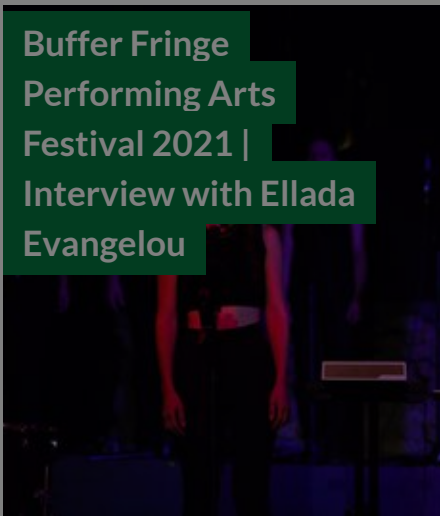 Buffer Fringe
Performing Arts
Festival 2021 |
Interview with Ellada
Evangelou